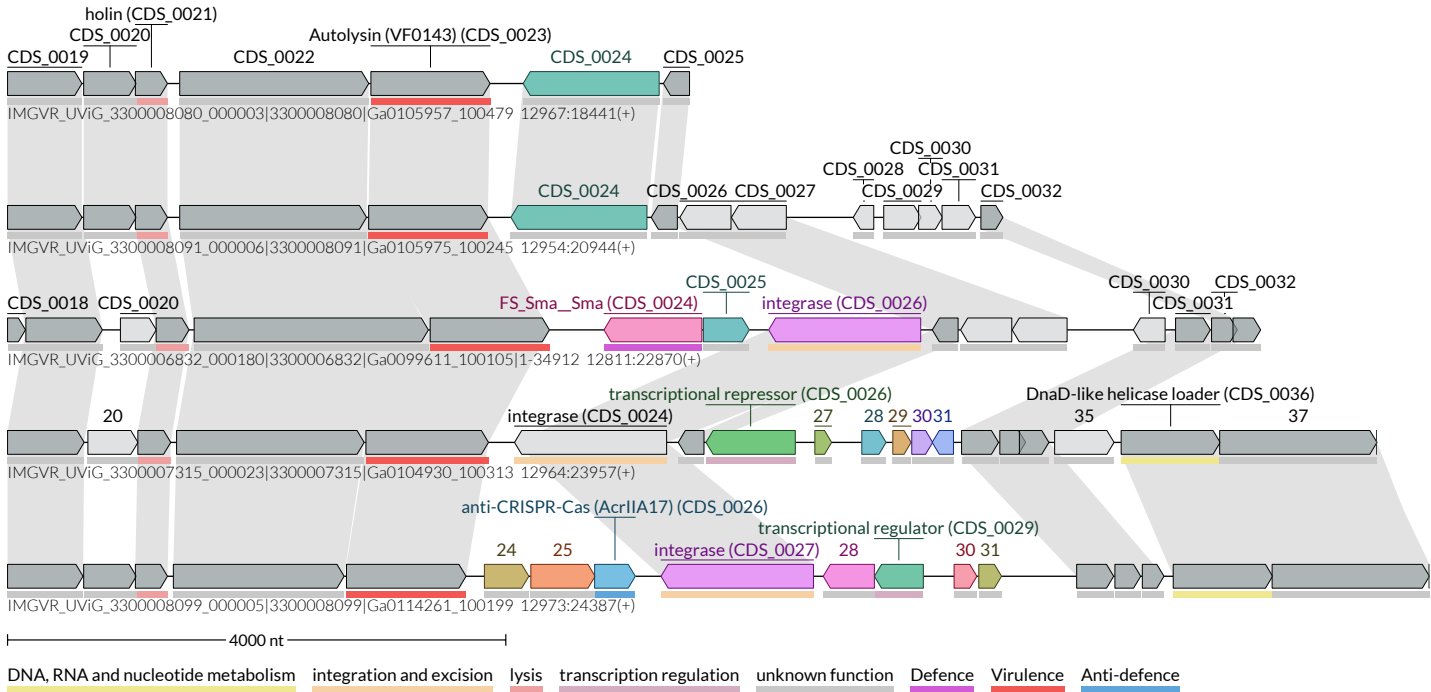 holin (CDS_0021)
CDS_0020 Autolysin (VF0143) (CDS_0023)
CDS_0019 CDS_0022 CDS_0024 CDS_0025
IMGVR_UViG_3300008080_000003|3300008080|Ga0105957_100479 12967:18441(+)
CDS_0030
CDS_0028 CDS_0031
CDS_0024 CDS_0026 CDS_0027 CDS_0029 CDS_0032
IMGVR_UViG_3300008091_000006|3300008091|Ga0105975_100245 12954:20944(+)
CDS_0025 CDS_0030 CDS_0032
CDS_0018 CDS_0020 FS_Sma__Sma (CDS_0024) integrase (CDS_0026) CDS_0031
IMGVR_UViG_3300006832_000180|3300006832|Ga0099611_100105|1-34912 12811:22870(+)
transcriptional repressor (CDS_0026) DnaD-like helicase loader (CDS_0036)
20 integrase (CDS_0024) 27 28 29 30 31 35 37
IMGVR_UViG_3300007315_000023|3300007315|Ga0104930_100313 12964:23957(+)
anti-CRISPR-Cas (AcrIIA17) (CDS_0026)
transcriptional regulator (CDS_0029)
24 25 integrase (CDS_0027) 28 30 31
IMGVR_UViG_3300008099_000005|3300008099|Ga0114261_100199 12973:24387(+)
4000 nt
DNA, RNA and nucleotide metabolism integration and excision lysis transcription regulation unknown function Defence Virulence Anti-defence